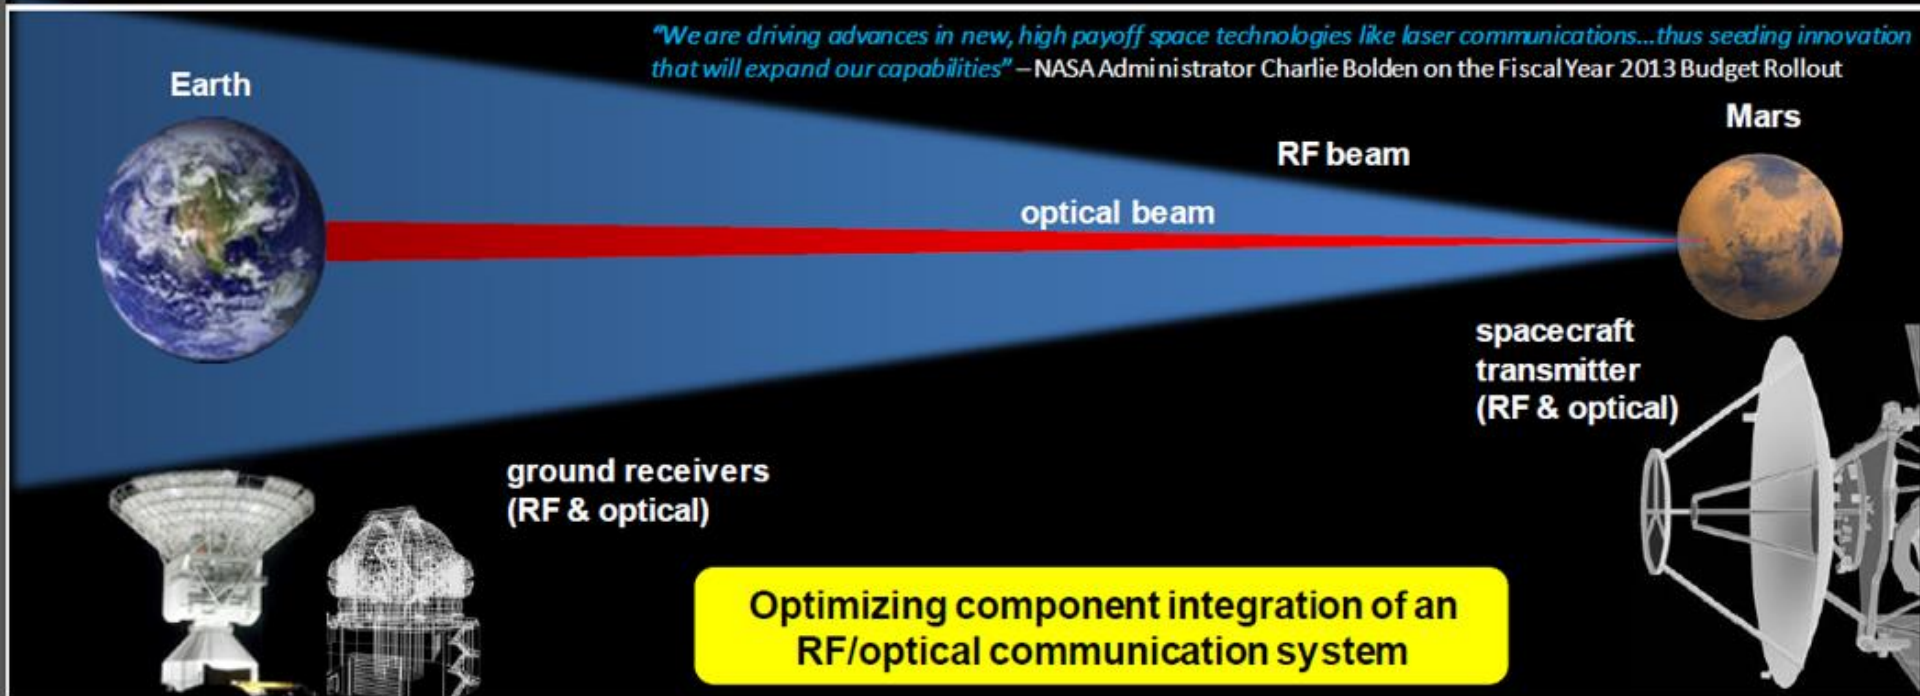 "We are driving advances in new, high payoff space technologies like laser communications...thus seeding innovation
that will expand our capabilities" – NASA Administrator Charlie Bolden on the Fiscal Year 2013 Budget Rollout
Earth
Mars
RF beam
optical beam
spacecraft
transmitter
(RF & optical)
ground receivers
(RF & optical)
Optimizing component integration of an
RF/optical communication system